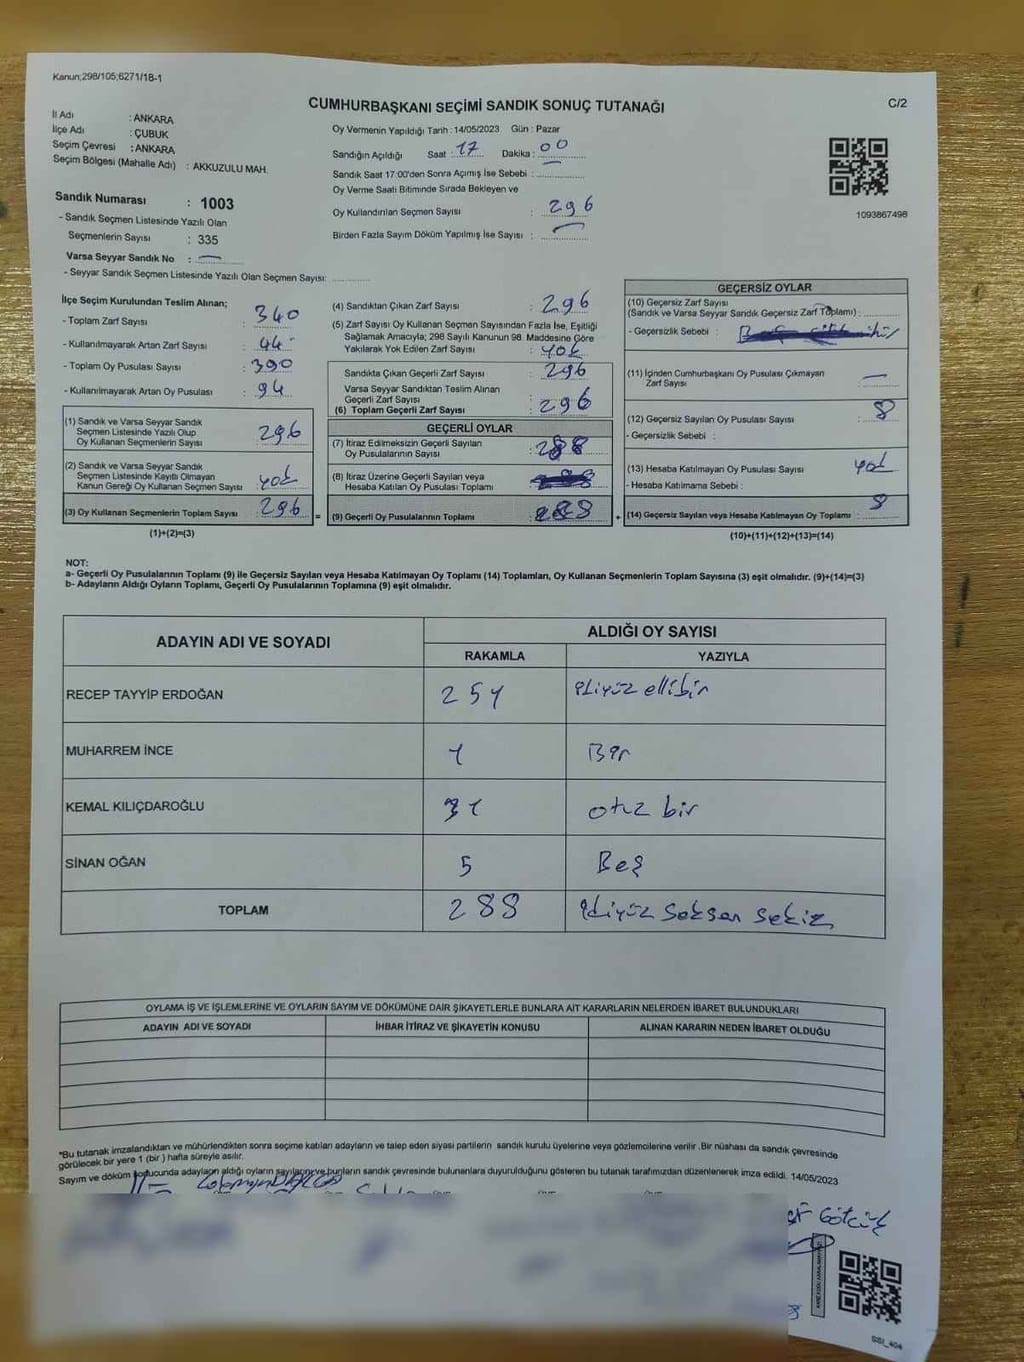 Kanun;298/105;6271/18-1
CUMHURBAŞKANI SEÇİMİ SANDIK SONUÇ TUTANAĞI
C/2
İl Adı : ANKARA
İlçe Adı : ÇUBUK
Seçim Çevresi : ANKARA
Seçim Bölgesi (Mahalle Adı) : AKKUZULU MAH.
Sandık Numarası : 1003
- Sandık Seçmen Listesinde Yazılı Olan
Seçmenlerin Sayısı : 335
Varsa Seyyar Sandık No : —
- Seyyar Sandık Seçmen Listesinde Yazılı Olan Seçmen Sayısı: ............
Oy Vermenin Yapıldığı Tarih : 14/05/2023 Gün : Pazar
Sandığın Açıldığı Saat : 17 Dakika : 00
Sandık Saat 17:00'den Sonra Açılmış İse Sebebi : ............
Oy Verme Saati Bitiminde Sırada Bekleyen ve
Oy Kullandırılan Seçmen Sayısı : 296
Birden Fazla Sayım Döküm Yapılmış İse Sayısı : —
1093867498
İlçe Seçim Kurulundan Teslim Alınan;
- Toplam Zarf Sayısı : 340
- Kullanılmayarak Artan Zarf Sayısı : 44
- Toplam Oy Pusulası Sayısı : 390
- Kullanılmayarak Artan Oy Pusulası : 94
(1) Sandık ve Varsa Seyyar Sandık
Seçmen Listesinde Yazılı Olup
Oy Kullanan Seçmenlerin Sayısı : 296
(2) Sandık ve Varsa Seyyar Sandık
Seçmen Listesinde Kayıtlı Olmayan
Kanun Gereği Oy Kullanan Seçmen Sayısı : yok
(3) Oy Kullanan Seçmenlerin Toplam Sayısı : 296
(1)+(2)=(3)
(4) Sandıktan Çıkan Zarf Sayısı : 296
(5) Zarf Sayısı Oy Kullanan Seçmen Sayısından Fazla İse, Eşitliği
Sağlamak Amacıyla; 298 Sayılı Kanunun 98. Maddesine Göre
Yakılarak Yok Edilen Zarf Sayısı : yok
Sandıkta Çıkan Geçerli Zarf Sayısı : 296
Varsa Seyyar Sandıktan Teslim Alınan
Geçerli Zarf Sayısı
(6) Toplam Geçerli Zarf Sayısı : 296
GEÇERLİ OYLAR
(7) İtiraz Edilmeksizin Geçerli Sayılan
Oy Pusulalarının Sayısı : 288
(8) İtiraz Üzerine Geçerli Sayılan veya
Hesaba Katılan Oy Pusulası Toplamı :
= (9) Geçerli Oy Pusulalarının Toplamı : 288
GEÇERSİZ OYLAR
(10) Geçersiz Zarf Sayısı
(Sandık ve Varsa Seyyar Sandık Geçersiz Zarf Toplamı) : ............
- Geçersizlik Sebebi :
(11) İçinden Cumhurbaşkanı Oy Pusulası Çıkmayan
Zarf Sayısı : —
(12) Geçersiz Sayılan Oy Pusulası Sayısı : 8
- Geçersizlik Sebebi :
(13) Hesaba Katılmayan Oy Pusulası Sayısı : yok
- Hesaba Katılmama Sebebi :
+ (14) Geçersiz Sayılan veya Hesaba Katılmayan Oy Toplamı : 8
(10)+(11)+(12)+(13)=(14)
NOT:
a- Geçerli Oy Pusulalarının Toplamı (9) ile Geçersiz Sayılan veya Hesaba Katılmayan Oy Toplamı (14) Toplamları, Oy Kullanan Seçmenlerin Toplam Sayısına (3) eşit olmalıdır. (9)+(14)=(3)
b- Adayların Aldığı Oyların Toplamı, Geçerli Oy Pusulalarının Toplamına (9) eşit olmalıdır.
ADAYIN ADI VE SOYADI
ALDIĞI OY SAYISI
RAKAMLA YAZIYLA
RECEP TAYYİP ERDOĞAN 251 ikiyüz ellibir
MUHARREM İNCE 1 Bir
KEMAL KILIÇDAROĞLU 31 otuz bir
SİNAN OĞAN 5 Beş
TOPLAM 288 ikiyüz seksen sekiz
OYLAMA İŞ VE İŞLEMLERİNE VE OYLARIN SAYIM VE DÖKÜMÜNE DAİR ŞİKAYETLERLE BUNLARA AİT KARARLARIN NELERDEN İBARET BULUNDUKLARI
ADAYIN ADI VE SOYADI İHBAR İTİRAZ VE ŞİKAYETİN KONUSU ALINAN KARARIN NEDEN İBARET OLDUĞU
*Bu tutanak imzalandıktan ve mühürlendikten sonra seçime katılan adayların ve talep eden siyasi partilerin sandık kurulu üyelerine veya gözlemcilerine verilir. Bir nüshası da sandık çevresinde
görülecek bir yere 1 (bir ) hafta süreyle asılır.
Sayım ve döküm sonucunda adayların aldığı oyların sayılarını ve bunların sandık çevresinde bulunanlara duyurulduğunu gösteren bu tutanak tarafımızdan düzenlenerek imza edildi. 14/05/2023
SSI_404